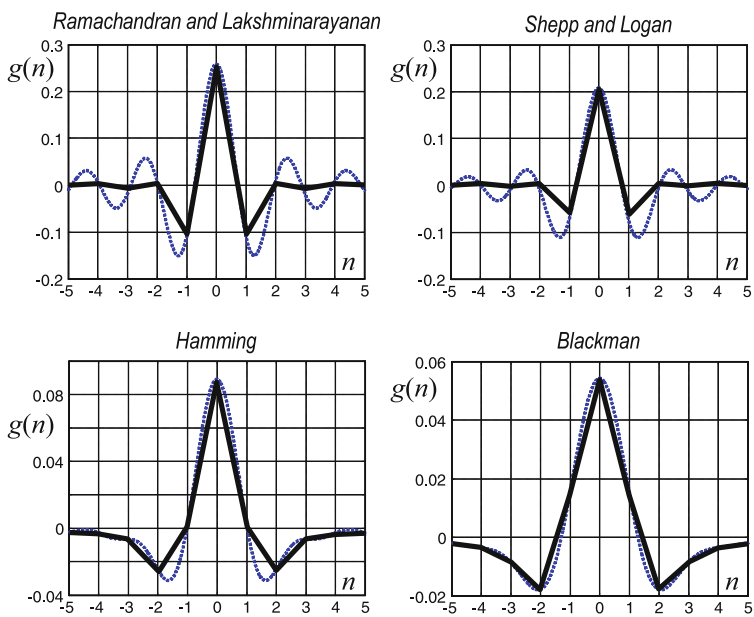 Ramachandran and Lakshminarayanan
0.3
g(n)
0.2
0.1
0
-0.1
-0.2
n
-5 -4 -3 -2 -1 0 1 2 3 4 5
Shepp and Logan
0.3
g(n)
0.2
0.1
0
-0.1
-0.2
n
-5 -4 -3 -2 -1 0 1 2 3 4 5
Hamming
0.08
g(n)
0.04
0
-0.04
n
-5 -4 -3 -2 -1 0 1 2 3 4 5
Blackman
0.06
g(n)
0.04
0.02
0
-0.02
n
-5 -4 -3 -2 -1 0 1 2 3 4 5